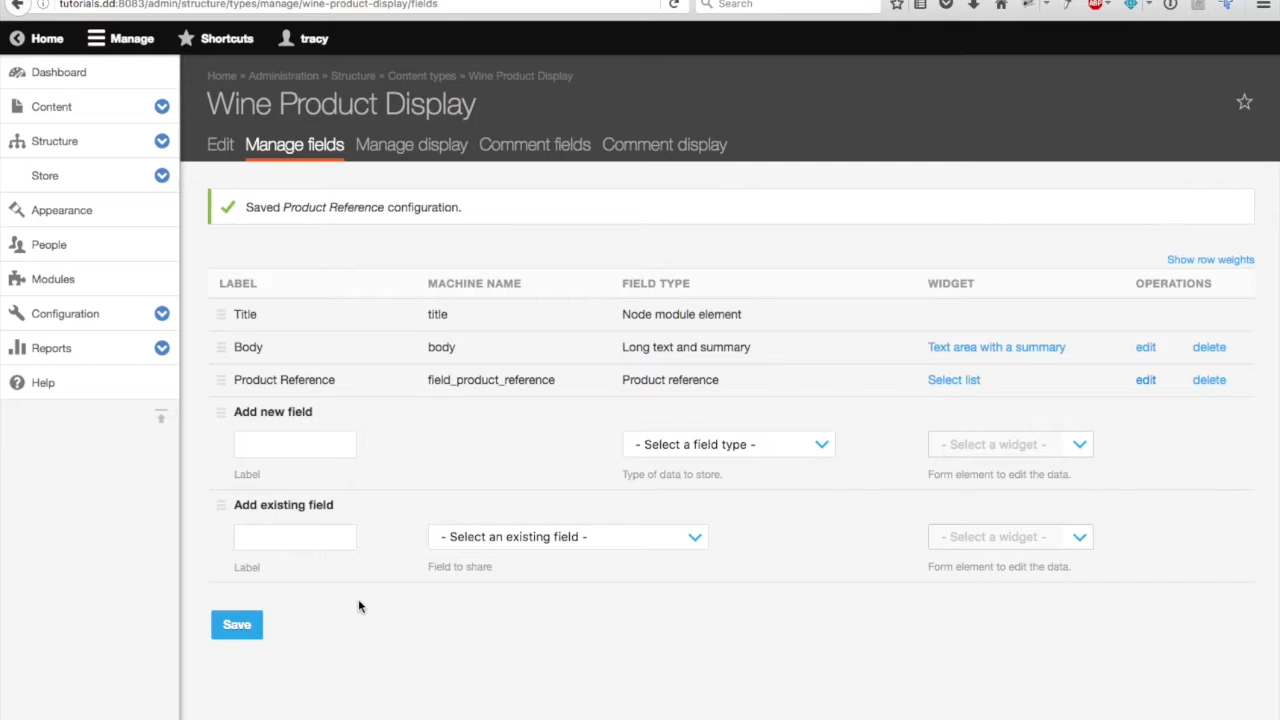 tutorials.dd:8083/admin/structure/types/manage/wine-product-display/fields
Search
ABP
Home Manage Shortcuts tracy
Dashboard
Content
Structure
Store
Appearance
People
Modules
Configuration
Reports
Help
Home » Administration » Structure » Content types » Wine Product Display
Wine Product Display
Edit Manage fields Manage display Comment fields Comment display
Saved Product Reference configuration.
Show row weights
LABEL MACHINE NAME FIELD TYPE WIDGET OPERATIONS
Title title Node module element
Body body Long text and summary Text area with a summary edit delete
Product Reference field_product_reference Product reference Select list edit delete
Add new field
- Select a field type - - Select a widget -
Label Type of data to store. Form element to edit the data.
Add existing field
- Select an existing field - - Select a widget -
Label Field to share Form element to edit the data.
Save